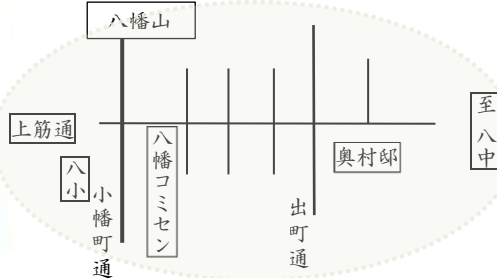 八幡山
上筋通
八小
小幡町通
八幡コミセン
出町通
奥村邸
至八中